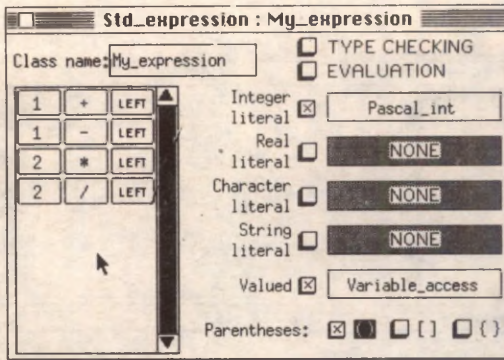 Std_expression : My_expression
Class name: My_expression
TYPE CHECKING
EVALUATION
1 + LEFT
1 - LEFT
2 * LEFT
2 / LEFT
Integer literal Pascal_int
Real literal NONE
Character literal NONE
String literal NONE
Valued Variable_access
Parentheses: () [] {}